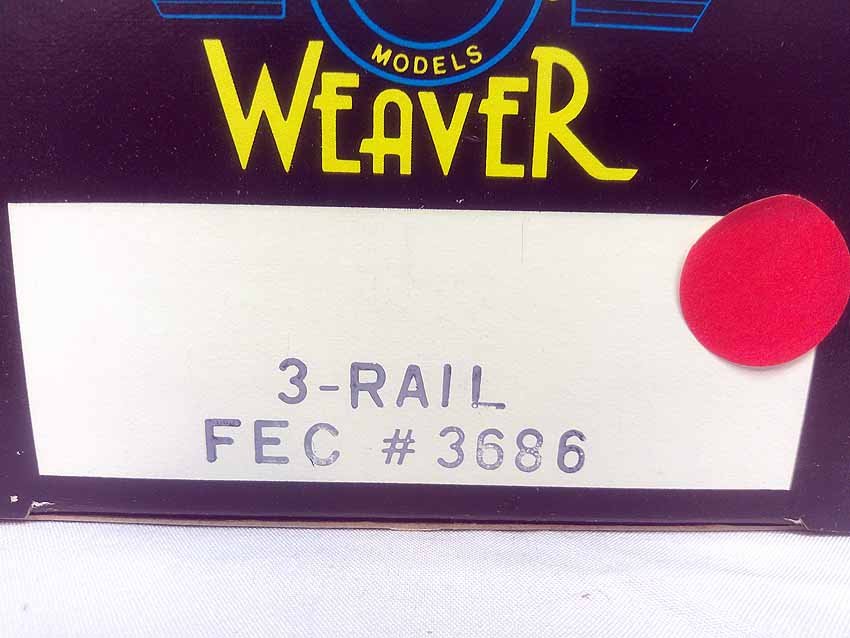 MODELS
WEAVER
3-RAIL
FEC # 3686